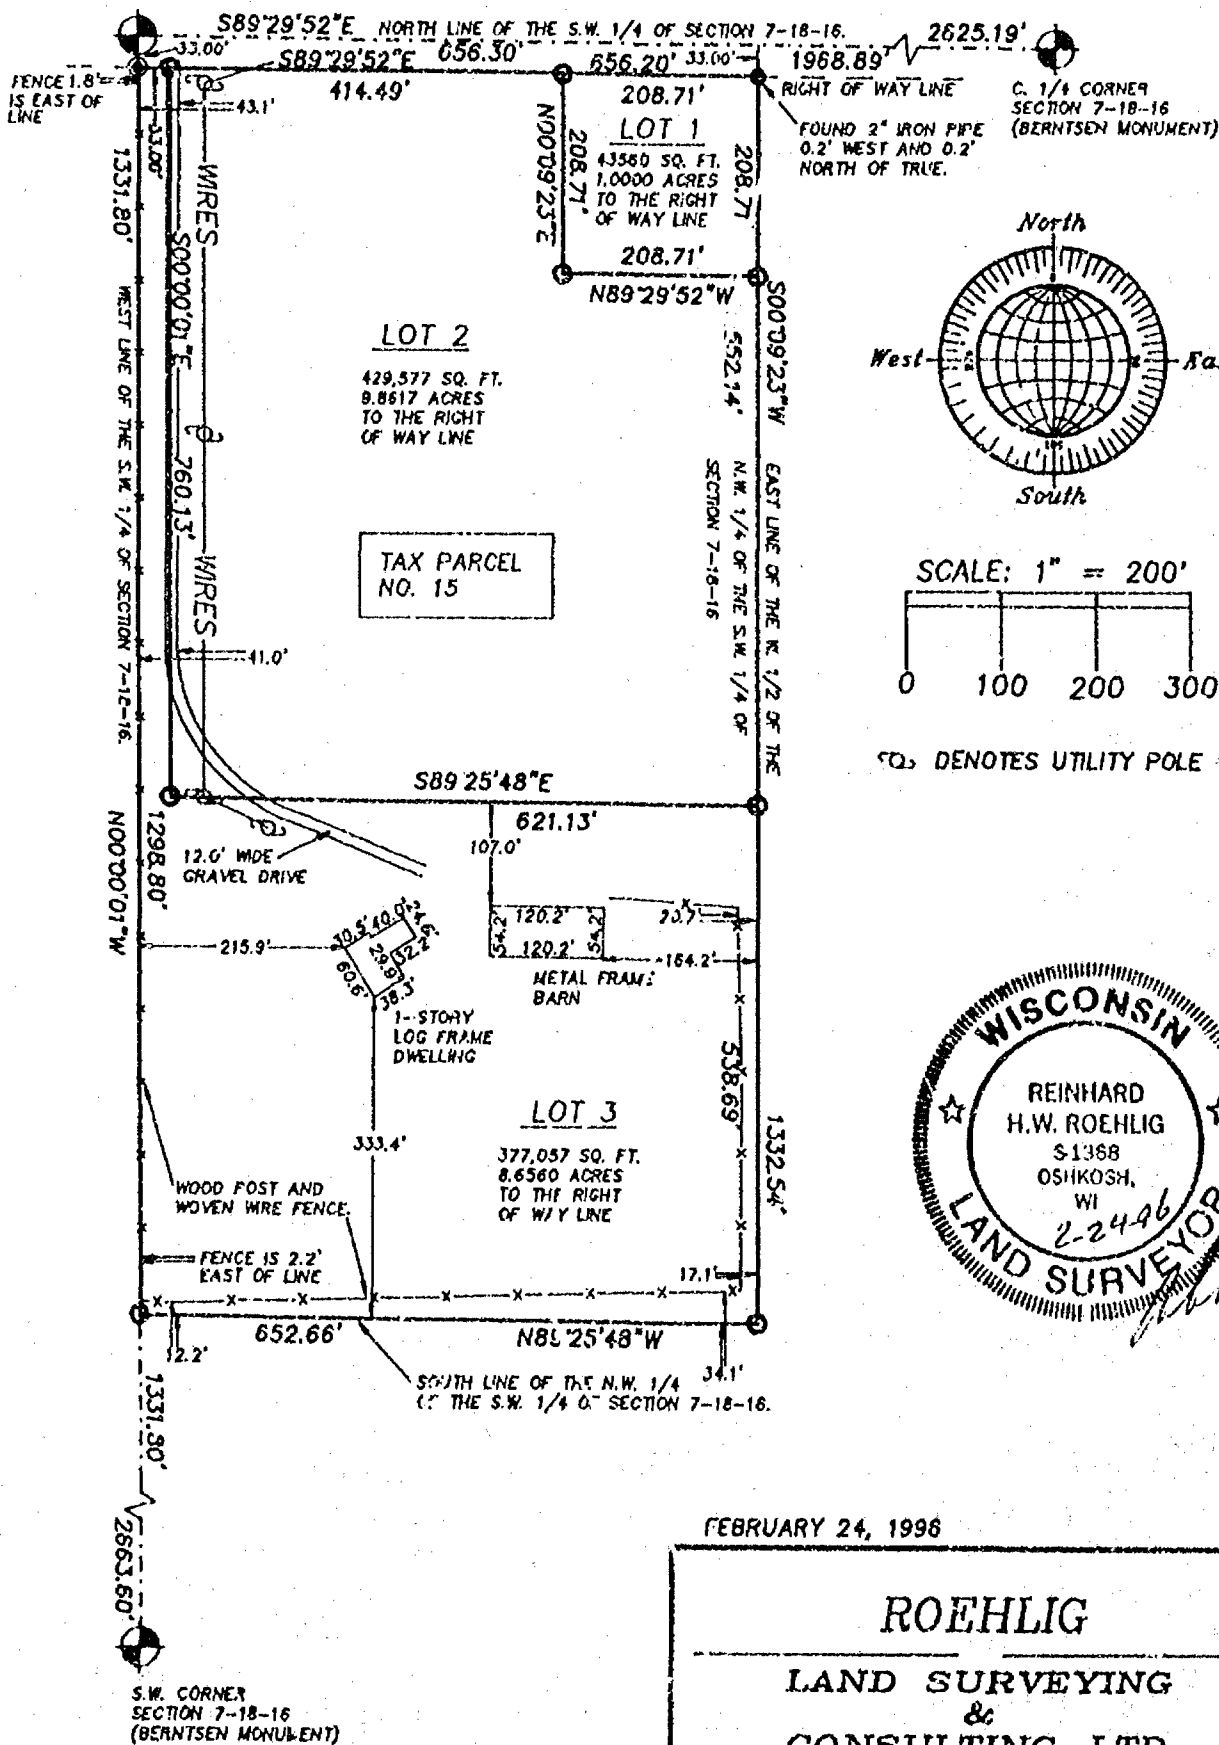 S89°29'52"E NORTH LINE OF THE S.W. 1/4 OF SECTION 7-18-16. 2625.19'
33.00'
S89°29'52"E 656.30' 656.20' 33.00' 1968.89'
FENCE 1.8'
IS EAST OF
LINE
43.1'
414.49'
208.71'
RIGHT OF WAY LINE
C. 1/4 CORNER
SECTION 7-18-16
(BERNTSEN MONUMENT)
FOUND 2" IRON PIPE
0.2' WEST AND 0.2'
NORTH OF TRUE.
33.00'
LOT 1
43560 SQ. FT.
1.0000 ACRES
TO THE RIGHT
OF WAY LINE
208.71'
N00°09'23"E
208.71
208.71'
N89°29'52"W
1331.80'
WEST LINE OF THE S.W. 1/4 OF SECTION 7-18-16.
WIRES
S00°00'01"E 760.13'
WIRES
LOT 2
429,577 SQ. FT.
9.8617 ACRES
TO THE RIGHT
OF WAY LINE
S00°09'23"W
552.14'
EAST LINE OF THE W. 1/2 OF THE
N.W. 1/4 OF THE S.W. 1/4 OF
SECTION 7-18-16
North
West
Ea
South
TAX PARCEL
NO. 15
SCALE: 1" = 200'
0 100 200 300
41.0'
DENOTES UTILITY POLE
S89°25'48"E
621.13'
12.0' WIDE
GRAVEL DRIVE
107.0'
1298.80'
N00°00'01"W
215.9'
30.5' 40.0'
24.6'
32.2'
29.9'
60.6'
38.3'
1-STORY
LOG FRAME
DWELLING
120.2'
54.2'
54.2'
120.2'
METAL FRAME
BARN
20.7'
164.2'
538.69'
1332.54'
LOT 3
377,057 SQ. FT.
8.6560 ACRES
TO THE RIGHT
OF WAY LINE
333.4'
WOOD POST AND
WOVEN WIRE FENCE.
FENCE IS 2.2'
EAST OF LINE
17.1'
652.66'
N89°25'48"W
12.2'
34.1'
SOUTH LINE OF THE N.W. 1/4
OF THE S.W. 1/4 OF SECTION 7-18-16.
1331.80'
2663.60'
S.W. CORNER
SECTION 7-18-16
(BERNTSEN MONUMENT)
WISCONSIN
REINHARD
H.W. ROEHLIG
S-1368
OSHKOSH,
WI
2-24-96
LAND SURVEYOR
FEBRUARY 24, 1996
ROEHLIG
LAND SURVEYING
&
CONSULTING LTD